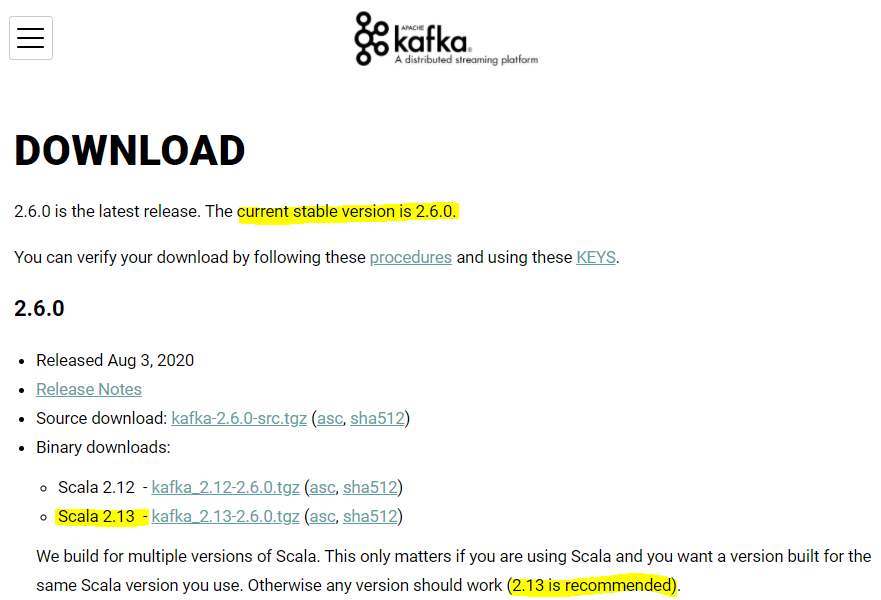 APACHE
kafka®
A distributed streaming platform
DOWNLOAD
2.6.0 is the latest release. The current stable version is 2.6.0.
You can verify your download by following these procedures and using these KEYS.
2.6.0
• Released Aug 3, 2020
• Release Notes
• Source download: kafka-2.6.0-src.tgz (asc, sha512)
• Binary downloads:
◦ Scala 2.12 - kafka_2.12-2.6.0.tgz (asc, sha512)
◦ Scala 2.13 - kafka_2.13-2.6.0.tgz (asc, sha512)
We build for multiple versions of Scala. This only matters if you are using Scala and you want a version built for the
same Scala version you use. Otherwise any version should work (2.13 is recommended).